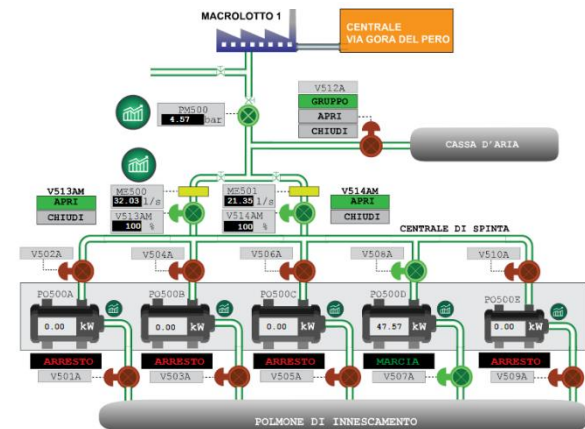 MACROLOTTO 1
CENTRALE
VIA GORA DEL PERO
PM500
4.57 bar
V512A
GRUPPO
APRI
CHIUDI
CASSA D'ARIA
V513AM
APRI
CHIUDI
ME500
32.03 l/s
V513AM
100 %
ME501
21.35 l/s
V514AM
100 %
V514AM
APRI
CHIUDI
CENTRALE DI SPINTA
V502A
V504A
V506A
V508A
V510A
PO500A
PO500B
PO500C
PO500D
PO500E
0.00 kW
0.00 kW
0.00 kW
47.57 kW
0.00 kW
ARRESTO
ARRESTO
ARRESTO
MARCIA
ARRESTO
V501A
V503A
V505A
V507A
V509A
POLMONE DI INNESCAMENTO